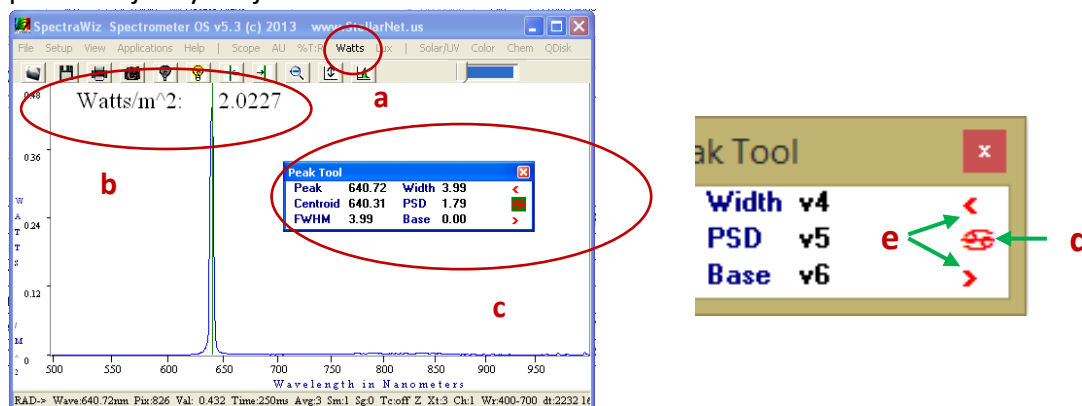 SpectraWiz Spectrometer OS v5.3 (c) 2013 www.StellarNet.us
File Setup View Applications Help | Scope AU %T:R Watts Lux | Solar/UV Color Chem QDisk
a
0.48
Watts/m^2: 2.0227
b
0.36
Peak Tool
Peak 640.72 Width 3.99 <
Centroid 640.31 PSD 1.79
FWHM 3.99 Base 0.00 >
W
A
T
T
s
/
M
^
2
0.24
0.12
0
c
500 550 600 650 700 750 800 850 900 950
Wavelength in Nanometers
RAD-> Wave:640.72nm Pix:826 Val: 0.432 Time:250ms Avg:3 Sm:1 Sg:0 Tc:off Z Xt:3 Ch:1 Wr:400-700 dt:2232
ak Tool x
Width v4 <
PSD v5
Base v6 >
e